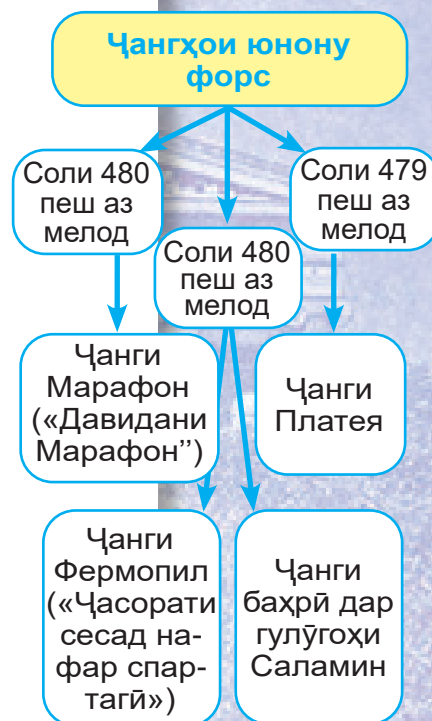 Ҷангҳои юнону
форс
Соли 480
пеш аз
мелод
Соли 480
пеш аз
мелод
Соли 479
пеш аз
мелод
Ҷанги
Марафон
(«Давидани
Марафон’’)
Ҷанги
Платея
Ҷанги
Фермопил
(«Ҷасорати
сесад на-
фар спар-
тагӣ»)
Ҷанги
баҳрӣ дар
гулӯгоҳи
Саламин